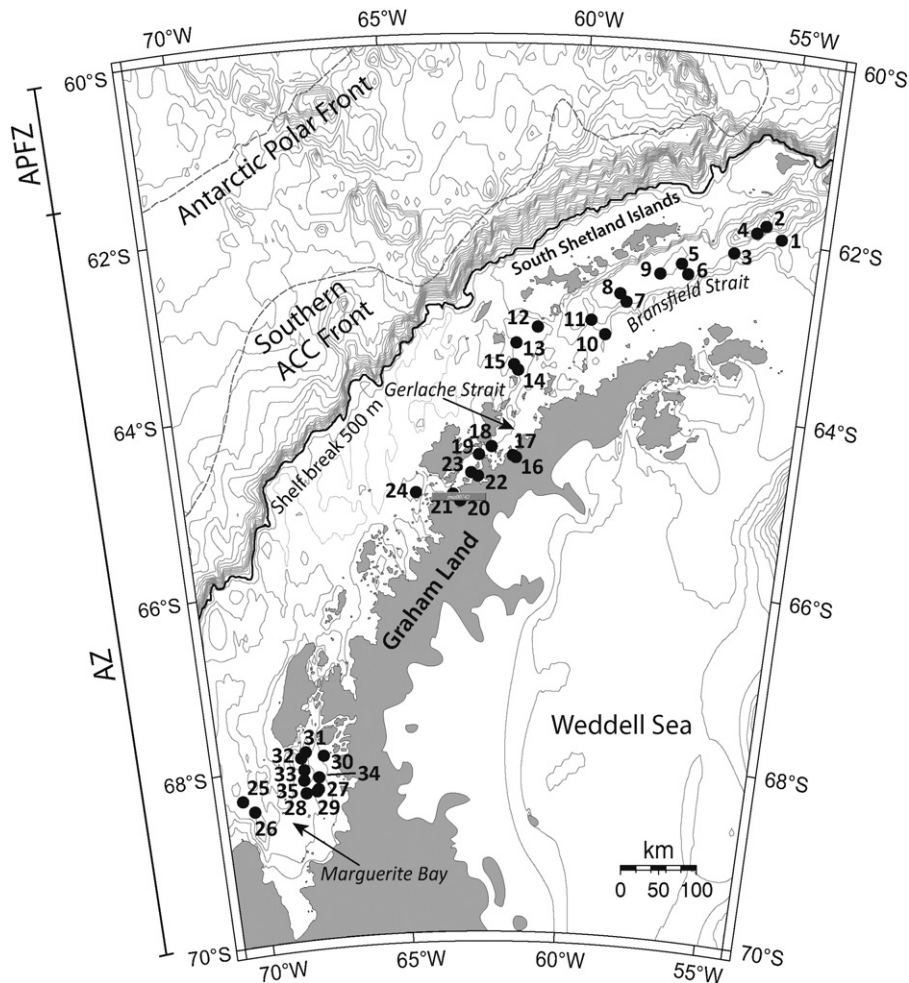 70°W
65°W
60°W
55°W
60°S
60°S
APFZ
Antarctic Polar Front
62°S
62°S
South Shetland Islands
2
4
1
3
5
9
6
8
7
Bransfield Strait
11
10
12
13
15
14
Southern
ACC Front
Shelf break 500 m
Gerlache Strait
64°S
64°S
18
17
19
16
23
22
24
21
20
Graham Land
66°S
66°S
AZ
Weddell Sea
31
32
30
33
34
68°S
68°S
25
35
27
28
29
26
Marguerite Bay
km
0
50
100
70°S
70°S
70°W
65°W
60°W
55°W